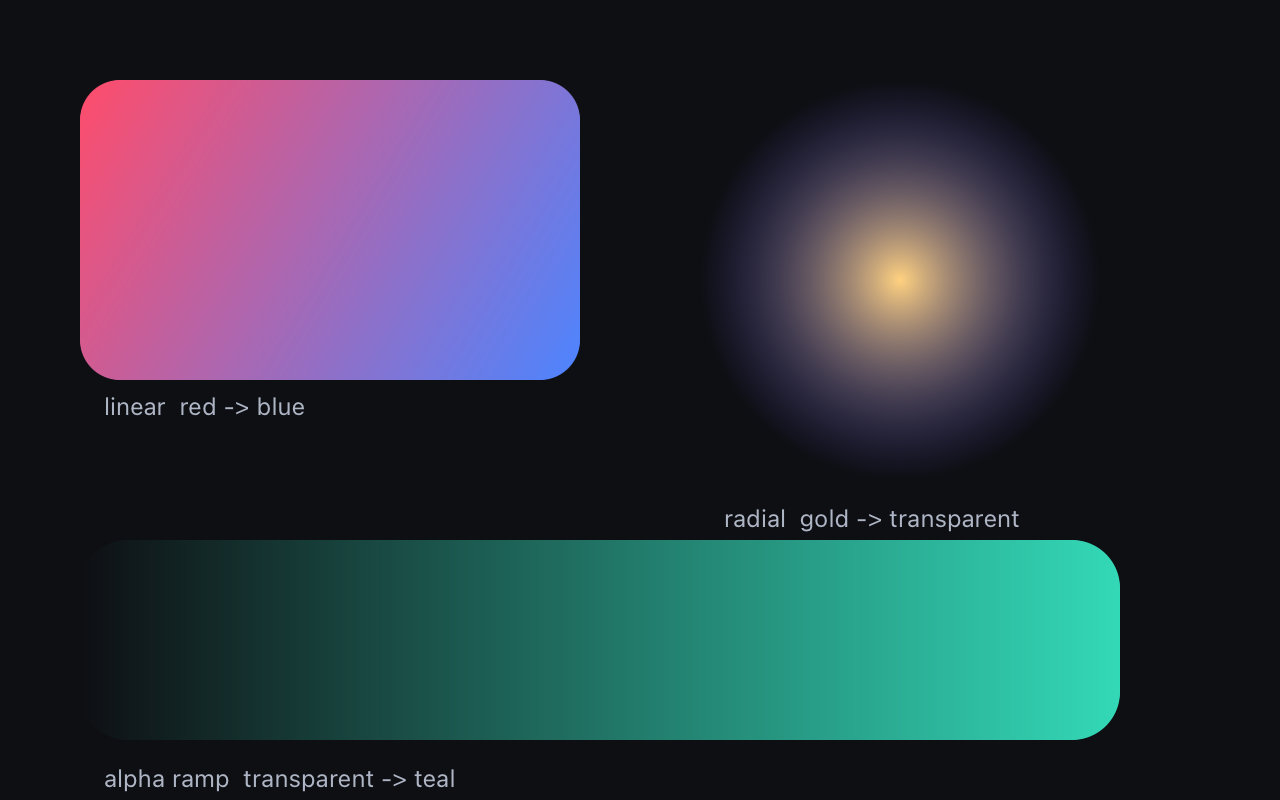 linear  red -> blue
radial  gold -> transparent
alpha ramp  transparent -> teal